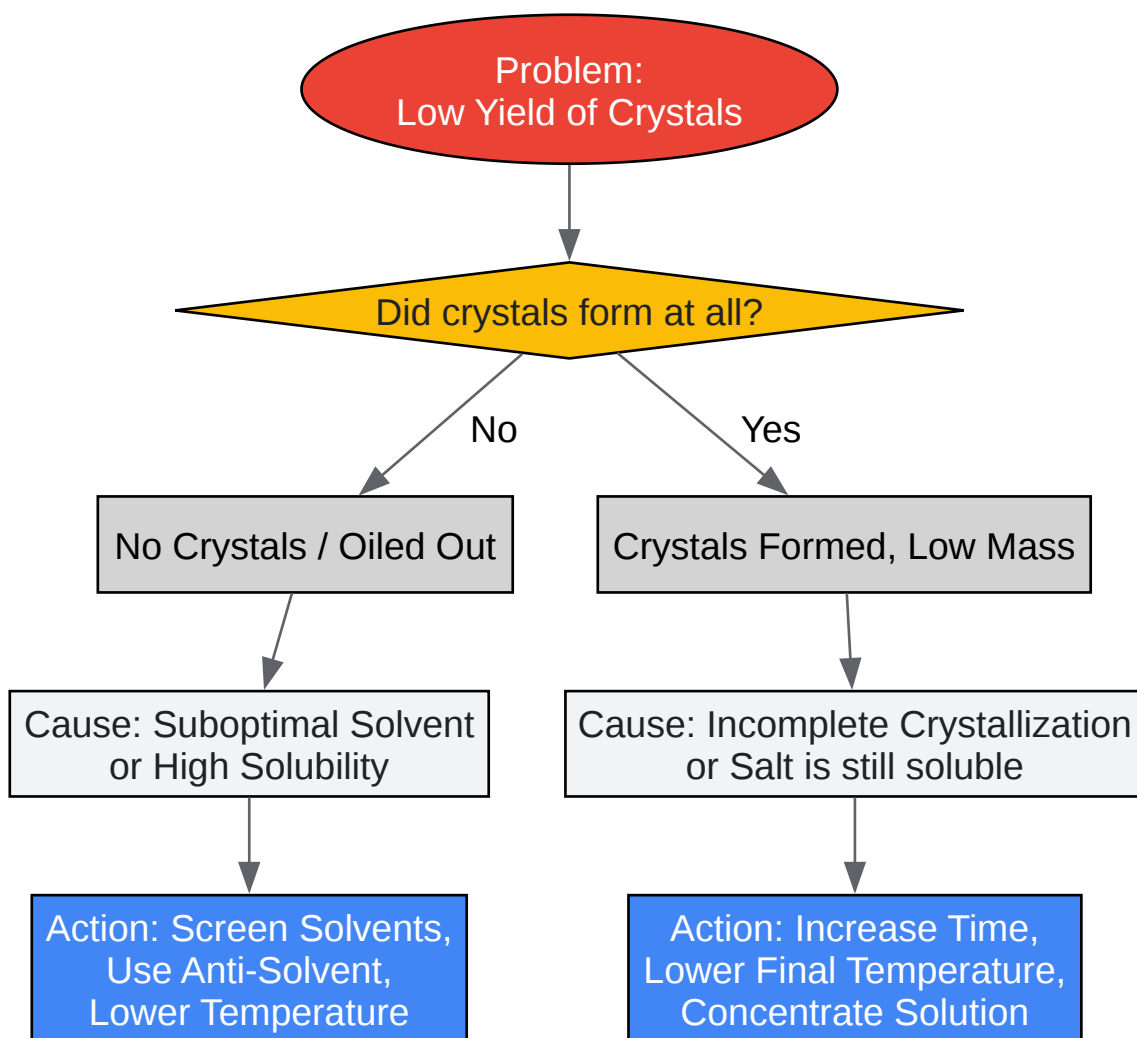 Problem:
Low Yield of Crystals
Did crystals form at all?
No
Yes
No Crystals / Oiled Out
Crystals Formed, Low Mass
Cause: Suboptimal Solvent
or High Solubility
Cause: Incomplete Crystallization
or Salt is still soluble
Action: Screen Solvents,
Use Anti-Solvent,
Lower Temperature
Action: Increase Time,
Lower Final Temperature,
Concentrate Solution